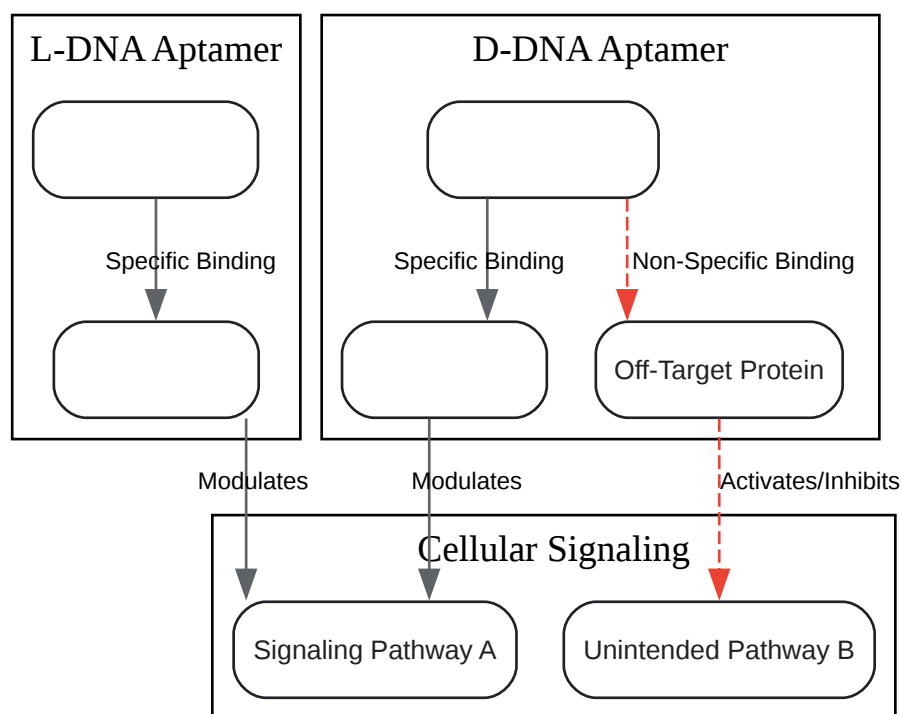 L-DNA Aptamer
D-DNA Aptamer
Specific Binding
Specific Binding
Non-Specific Binding
Off-Target Protein
Modulates
Modulates
Activates/Inhibits
Cellular Signaling
Signaling Pathway A
Unintended Pathway B